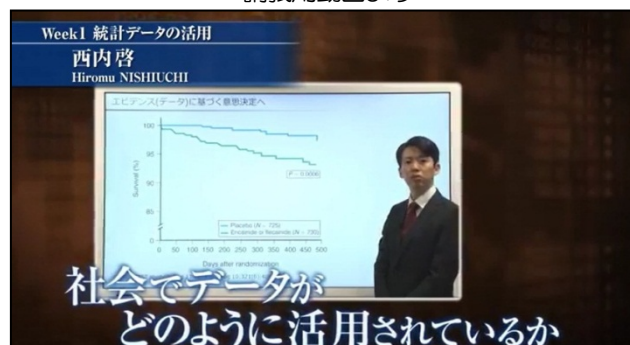 Week1 統計データの活用
西内啓
Hiromu NISHIUCHI
エビデンス(データ)に基づく意思決定へ
100
95
90
85
0
Survival (%)
P = 0.0006
Placebo (N = 725)
Encainide or flecainide (N = 730)
0 50 100 150 200 250 300 350 400 450 500
Days after randomization
社会でデータが
どのように活用されているか